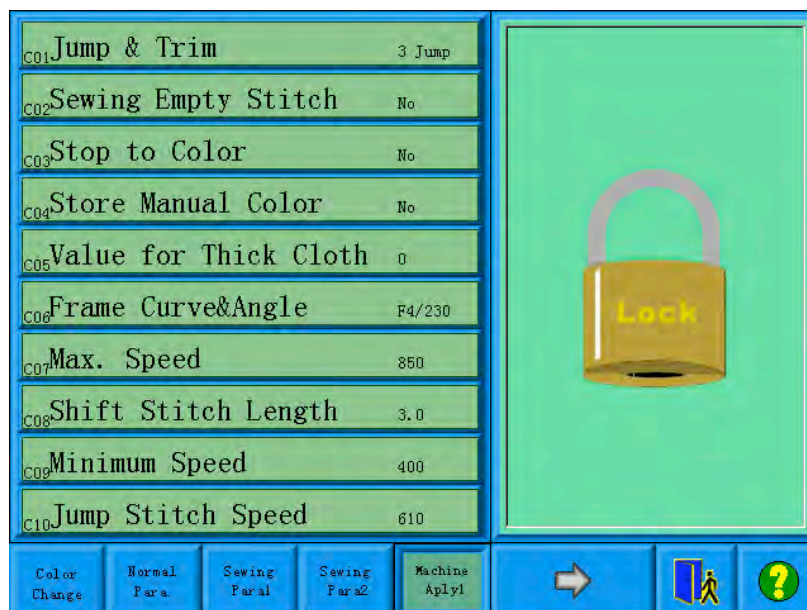 C01Jump & Trim 3 Jump
C02Sewing Empty Stitch No
C03Stop to Color No
C04Store Manual Color No
C05Value for Thick Cloth 0
C06Frame Curve&Angle F4/230
C07Max. Speed 850
C08Shift Stitch Length 3.0
C09Minimum Speed 400
C10Jump Stitch Speed 610
Lock
Color Change
Normal Para.
Sewing Para1
Sewing Para2
Machine Aply1
?